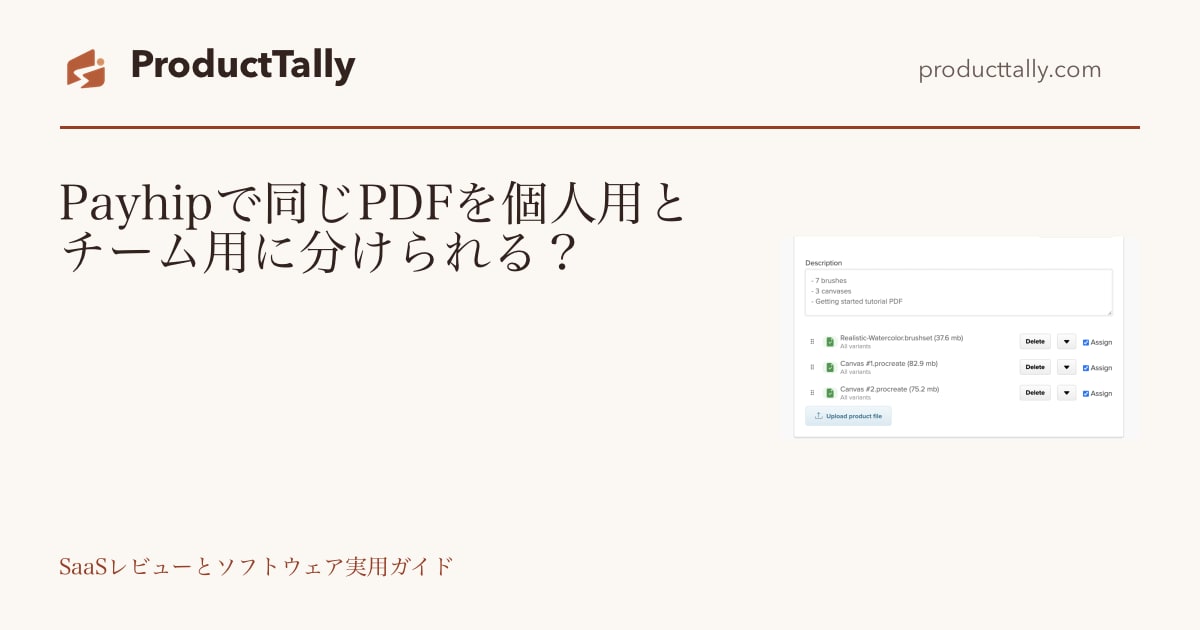 ProductTally
producttally.com
Payhipで同じPDFを個人用と
チーム用に分けられる？
Description
- 7 brushes
- 3 canvases
- Getting started tutorial PDF
Realistic-Watercolor.brushset (37.6 mb)
All variants
Delete
Assign
Canvas #1.procreate (82.9 mb)
All variants
Delete
Assign
Canvas #2.procreate (75.2 mb)
All variants
Delete
Assign
Upload product file
SaaSレビューとソフトウェア実用ガイド